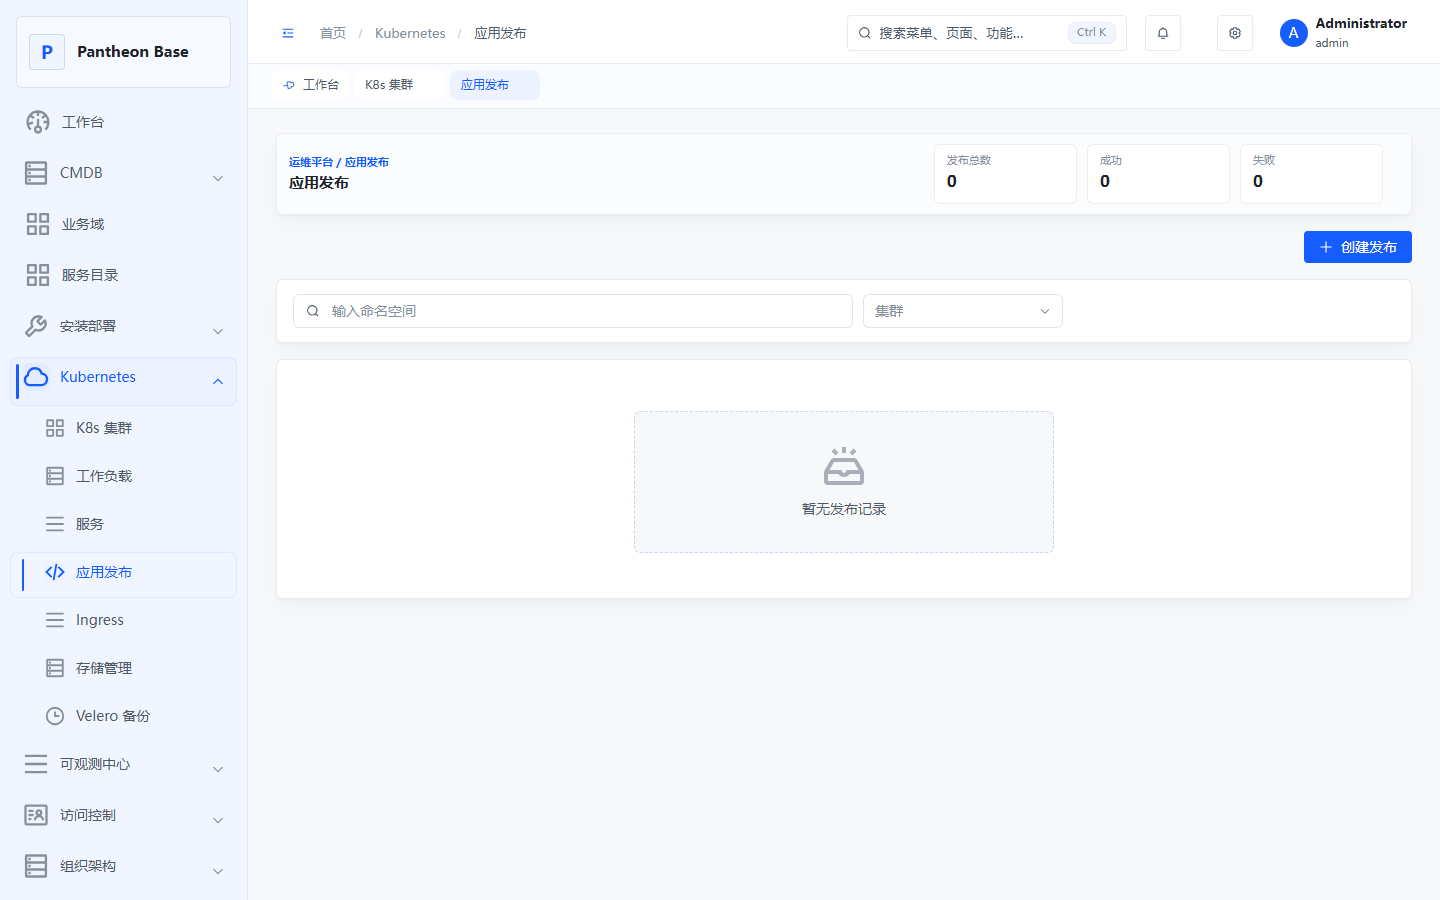 P
Pantheon Base
工作台
CMDB
业务域
服务目录
安装部署
Kubernetes
K8s 集群
工作负载
服务
应用发布
Ingress
存储管理
Velero 备份
可观测中心
访问控制
组织架构
首页 / Kubernetes / 应用发布
搜索菜单、页面、功能... Ctrl K
A
Administrator
admin
工作台 K8s 集群 应用发布
运维平台 / 应用发布
应用发布
发布总数
0
成功
0
失败
0
创建发布
输入命名空间
集群
暂无发布记录